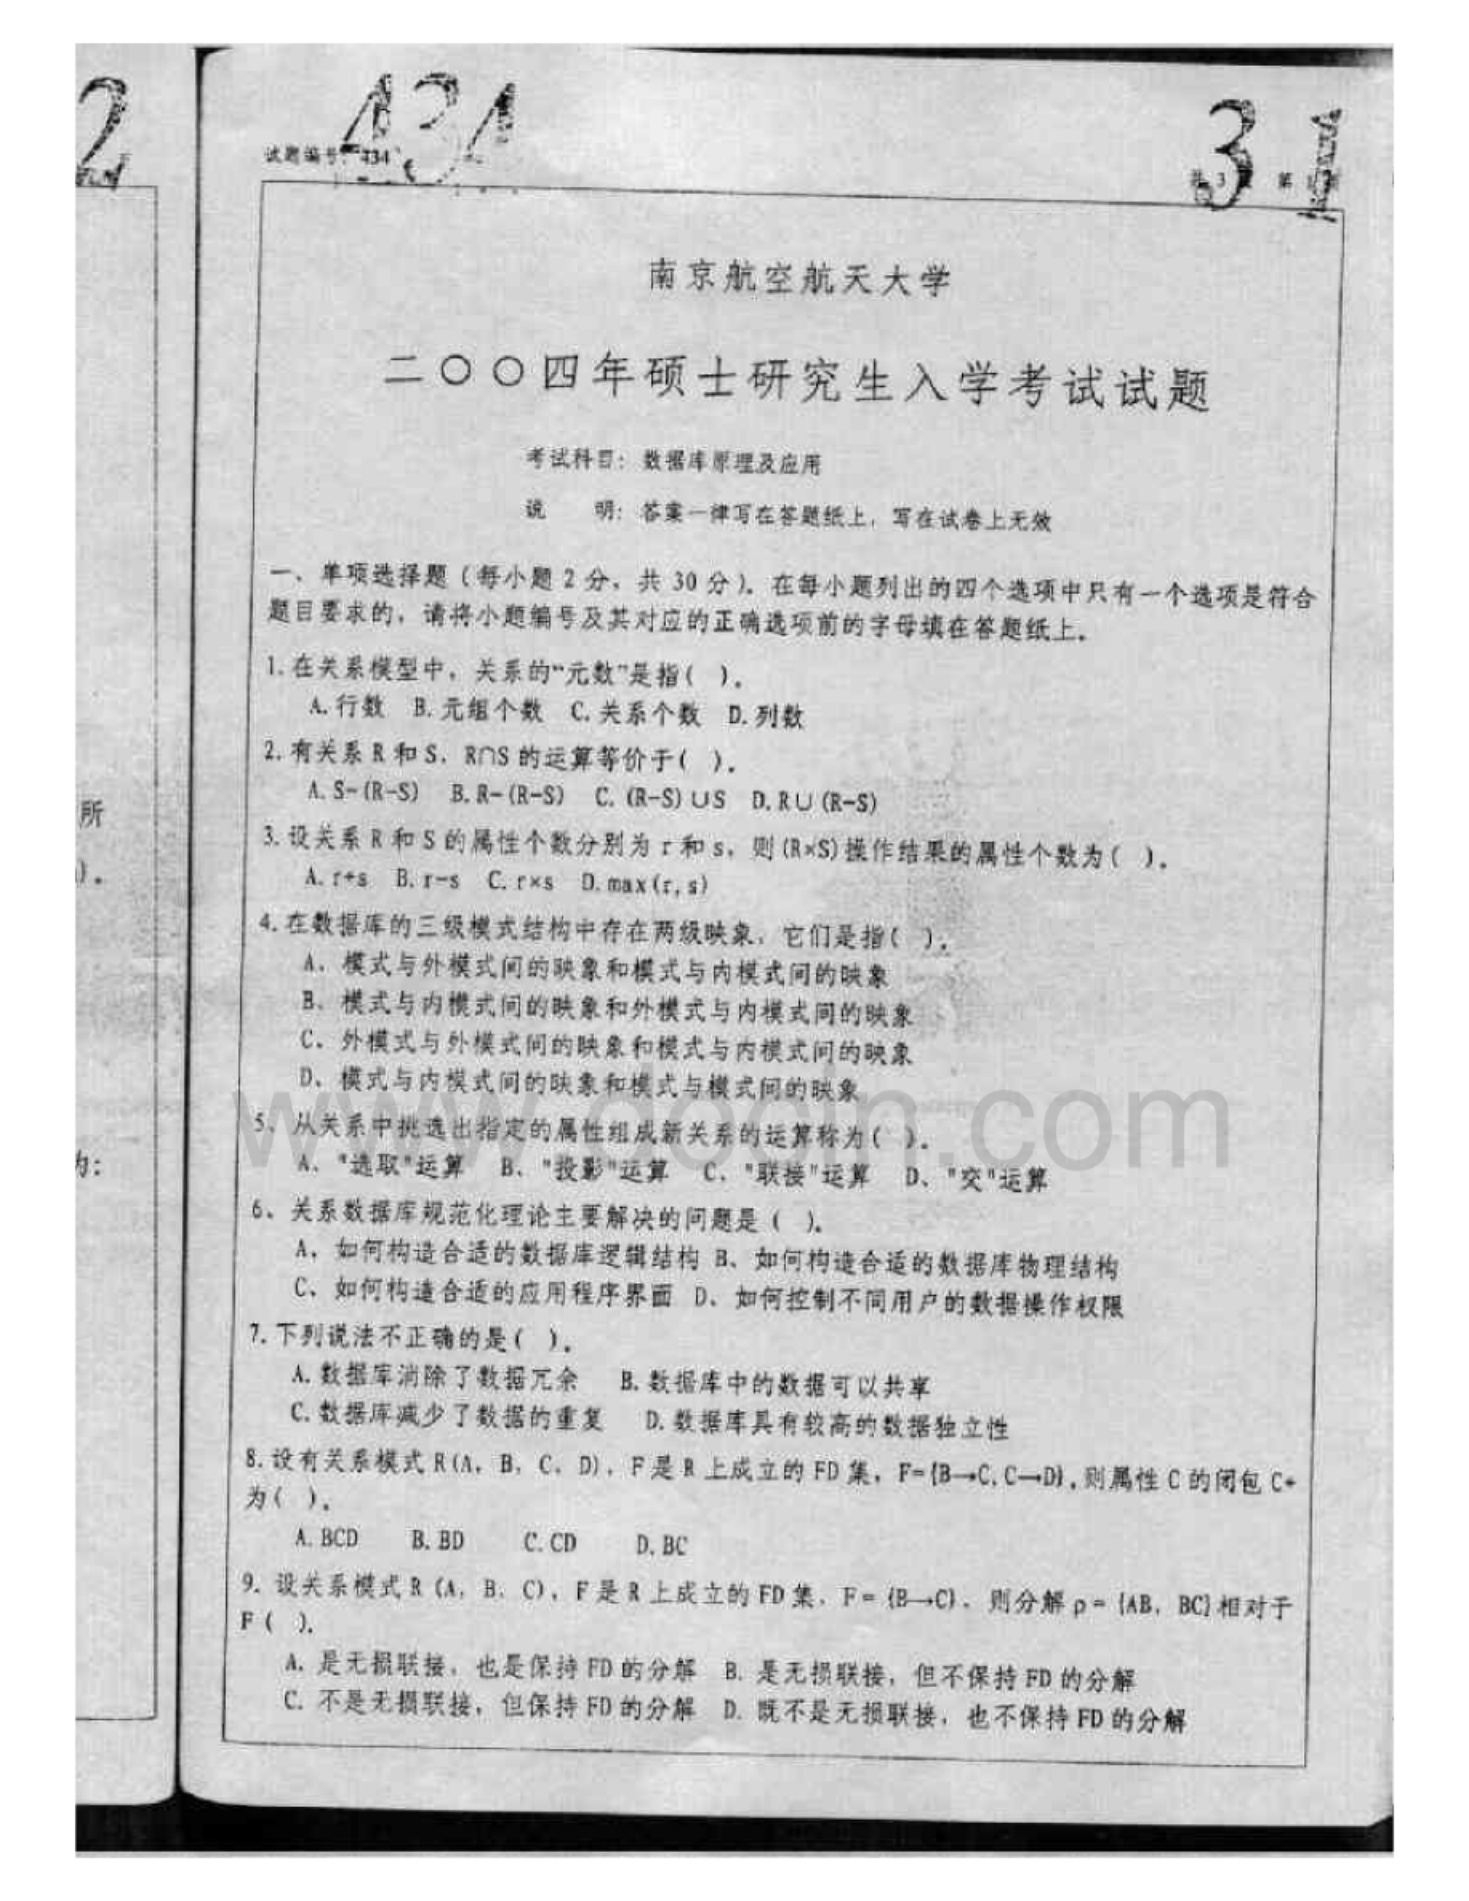 2
434
3.1
试题编号: 434
共 3 页 第 1 页
南京航空航天大学
二〇〇四年硕士研究生入学考试试题
考试科目: 数据库原理及应用
说 明: 答案一律写在答题纸上, 写在试卷上无效
一、单项选择题（每小题 2 分, 共 30 分）。在每小题列出的四个选项中只有一个选项是符合
题目要求的, 请将小题编号及其对应的正确选项前的字母填在答题纸上。
1. 在关系模型中, 关系的“元数”是指( )。
A. 行数 B. 元组个数 C. 关系个数 D. 列数
2. 有关系 R 和 S, R∩S 的运算等价于( )。
A. S-(R-S) B. R-(R-S) C. (R-S)∪S D. R∪(R-S)
3. 设关系 R 和 S 的属性个数分别为 r 和 s, 则(R×S)操作结果的属性个数为( )。
A. r+s B. r-s C. r×s D. max(r,s)
4. 在数据库的三级模式结构中存在两级映象, 它们是指( )。
A、模式与外模式间的映象和模式与内模式间的映象
B、模式与内模式间的映象和外模式与内模式间的映象
C、外模式与外模式间的映象和模式与内模式间的映象
D、模式与内模式间的映象和模式与模式间的映象
www.docin.com
5、从关系中挑选出指定的属性组成新关系的运算称为( )。
A、"选取"运算 B、"投影"运算 C、"联接"运算 D、"交"运算
6、关系数据库规范化理论主要解决的问题是（ ）。
A、如何构造合适的数据库逻辑结构 B、如何构造合适的数据库物理结构
C、如何构造合适的应用程序界面 D、如何控制不同用户的数据操作权限
7. 下列说法不正确的是( )。
A. 数据库消除了数据冗余 B. 数据库中的数据可以共享
C. 数据库减少了数据的重复 D. 数据库具有较高的数据独立性
8. 设有关系模式 R(A, B, C, D), F 是 R 上成立的 FD 集, F={B→C,C→D},则属性 C 的闭包 C+
为( )。
A. BCD B. BD C. CD D. BC
9. 设关系模式 R (A, B, C), F 是 R 上成立的 FD 集, F= {B→C}, 则分解 ρ= {AB, BC}相对于
F（ ）。
A. 是无损联接, 也是保持 FD 的分解 B. 是无损联接, 但不保持 FD 的分解
C. 不是无损联接, 但保持 FD 的分解 D. 既不是无损联接, 也不保持 FD 的分解
所
)。